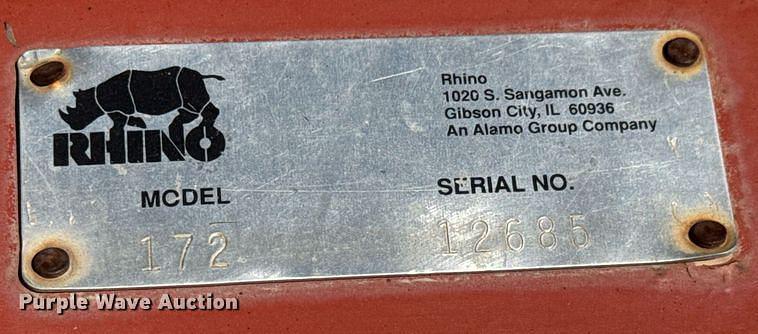 RHINO
Rhino
1020 S. Sangamon Ave.
Gibson City, IL 60936
An Alamo Group Company
MODEL
SERIAL NO.
172
12685
Purple Wave Auction